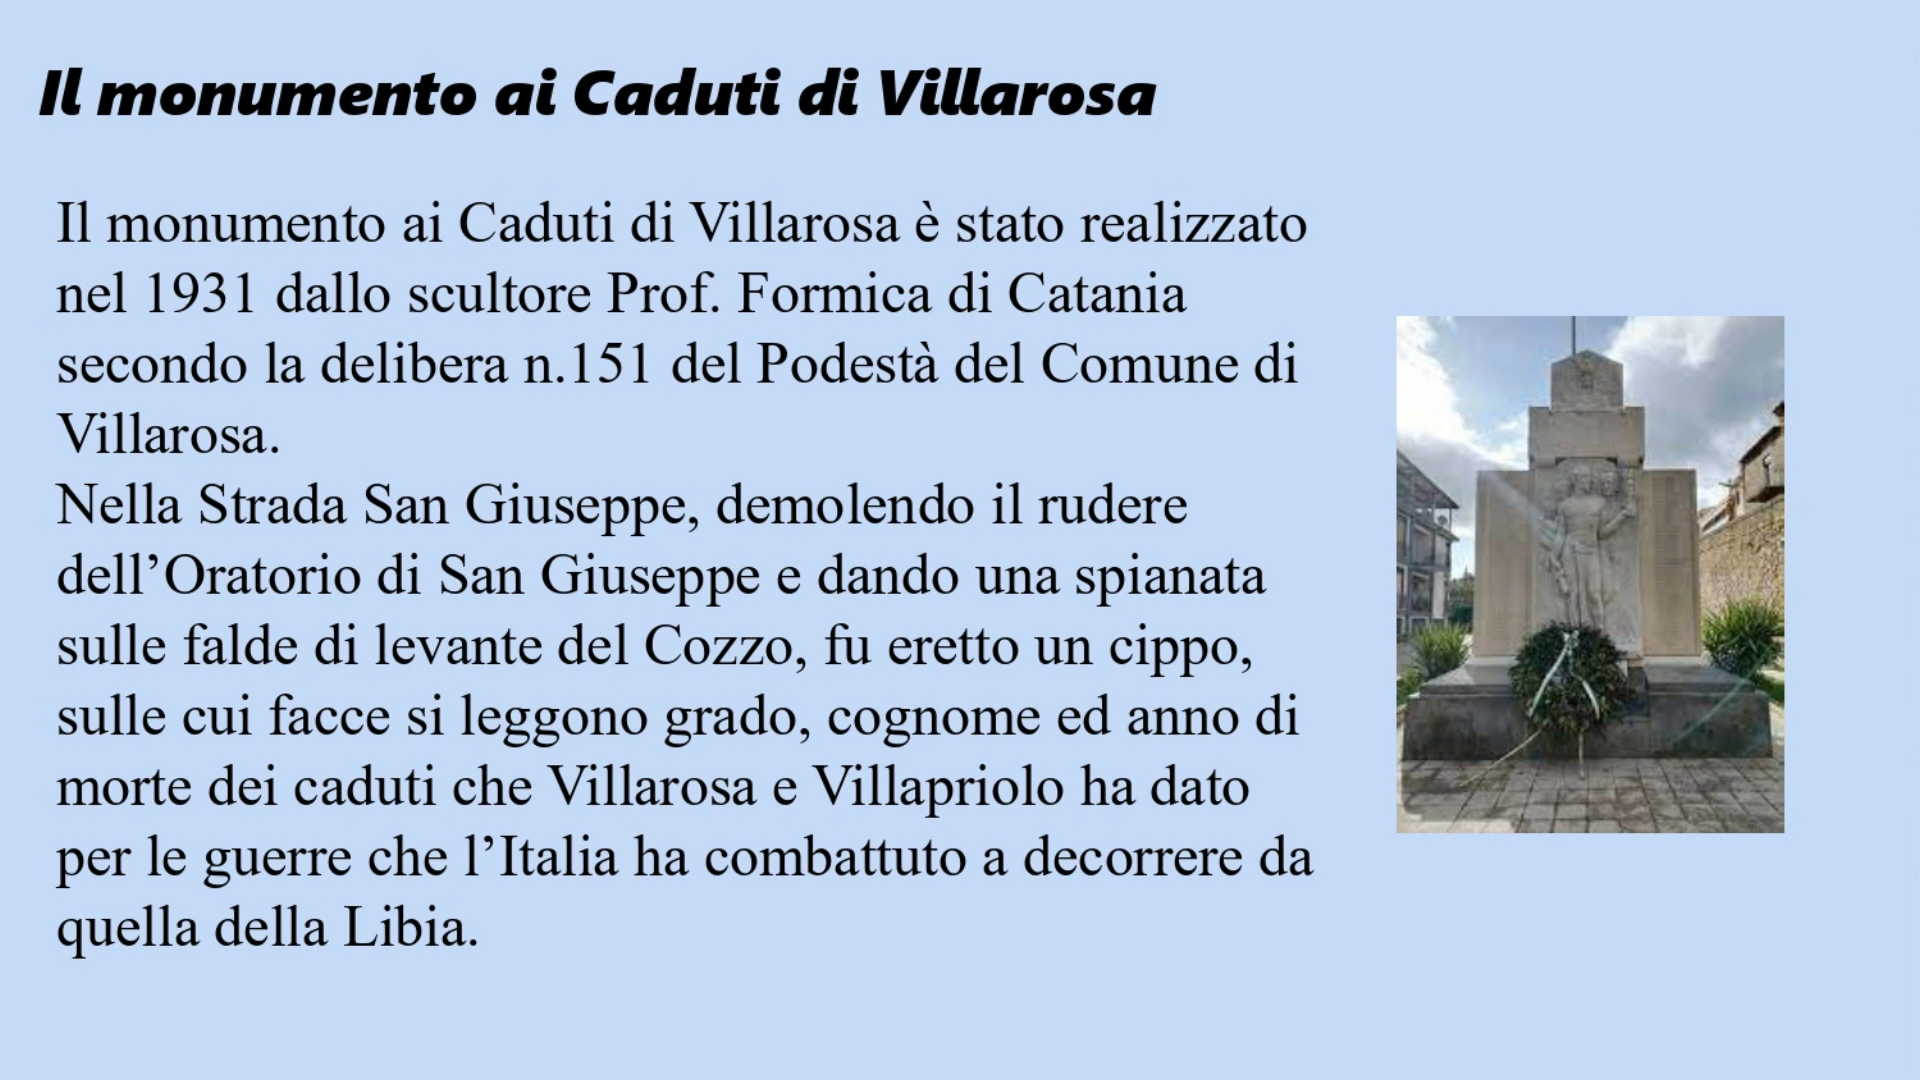 Il monumento ai Caduti di Villarosa
Il monumento ai Caduti di Villarosa è stato realizzato
nel 1931 dallo scultore Prof. Formica di Catania
secondo la delibera n.151 del Podestà del Comune di
Villarosa.
Nella Strada San Giuseppe, demolendo il rudere
dell’Oratorio di San Giuseppe e dando una spianata
sulle falde di levante del Cozzo, fu eretto un cippo,
sulle cui facce si leggono grado, cognome ed anno di
morte dei caduti che Villarosa e Villapriolo ha dato
per le guerre che l’Italia ha combattuto a decorrere da
quella della Libia.